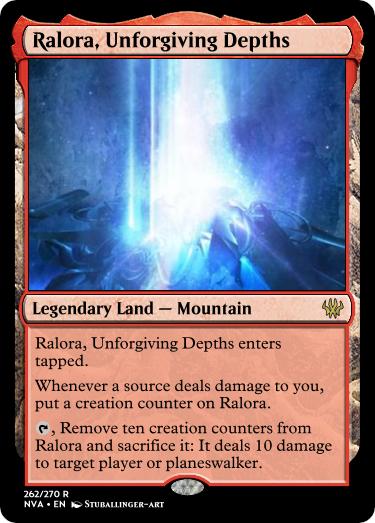 Ralora, Unforgiving Depths
Legendary Land — Mountain
Ralora, Unforgiving Depths enters
tapped.
Whenever a source deals damage to you,
put a creation counter on Ralora.
, Remove ten creation counters from
Ralora and sacrifice it: It deals 10 damage
to target player or planeswalker.
262/270 R
NVA • EN Stuballinger-art